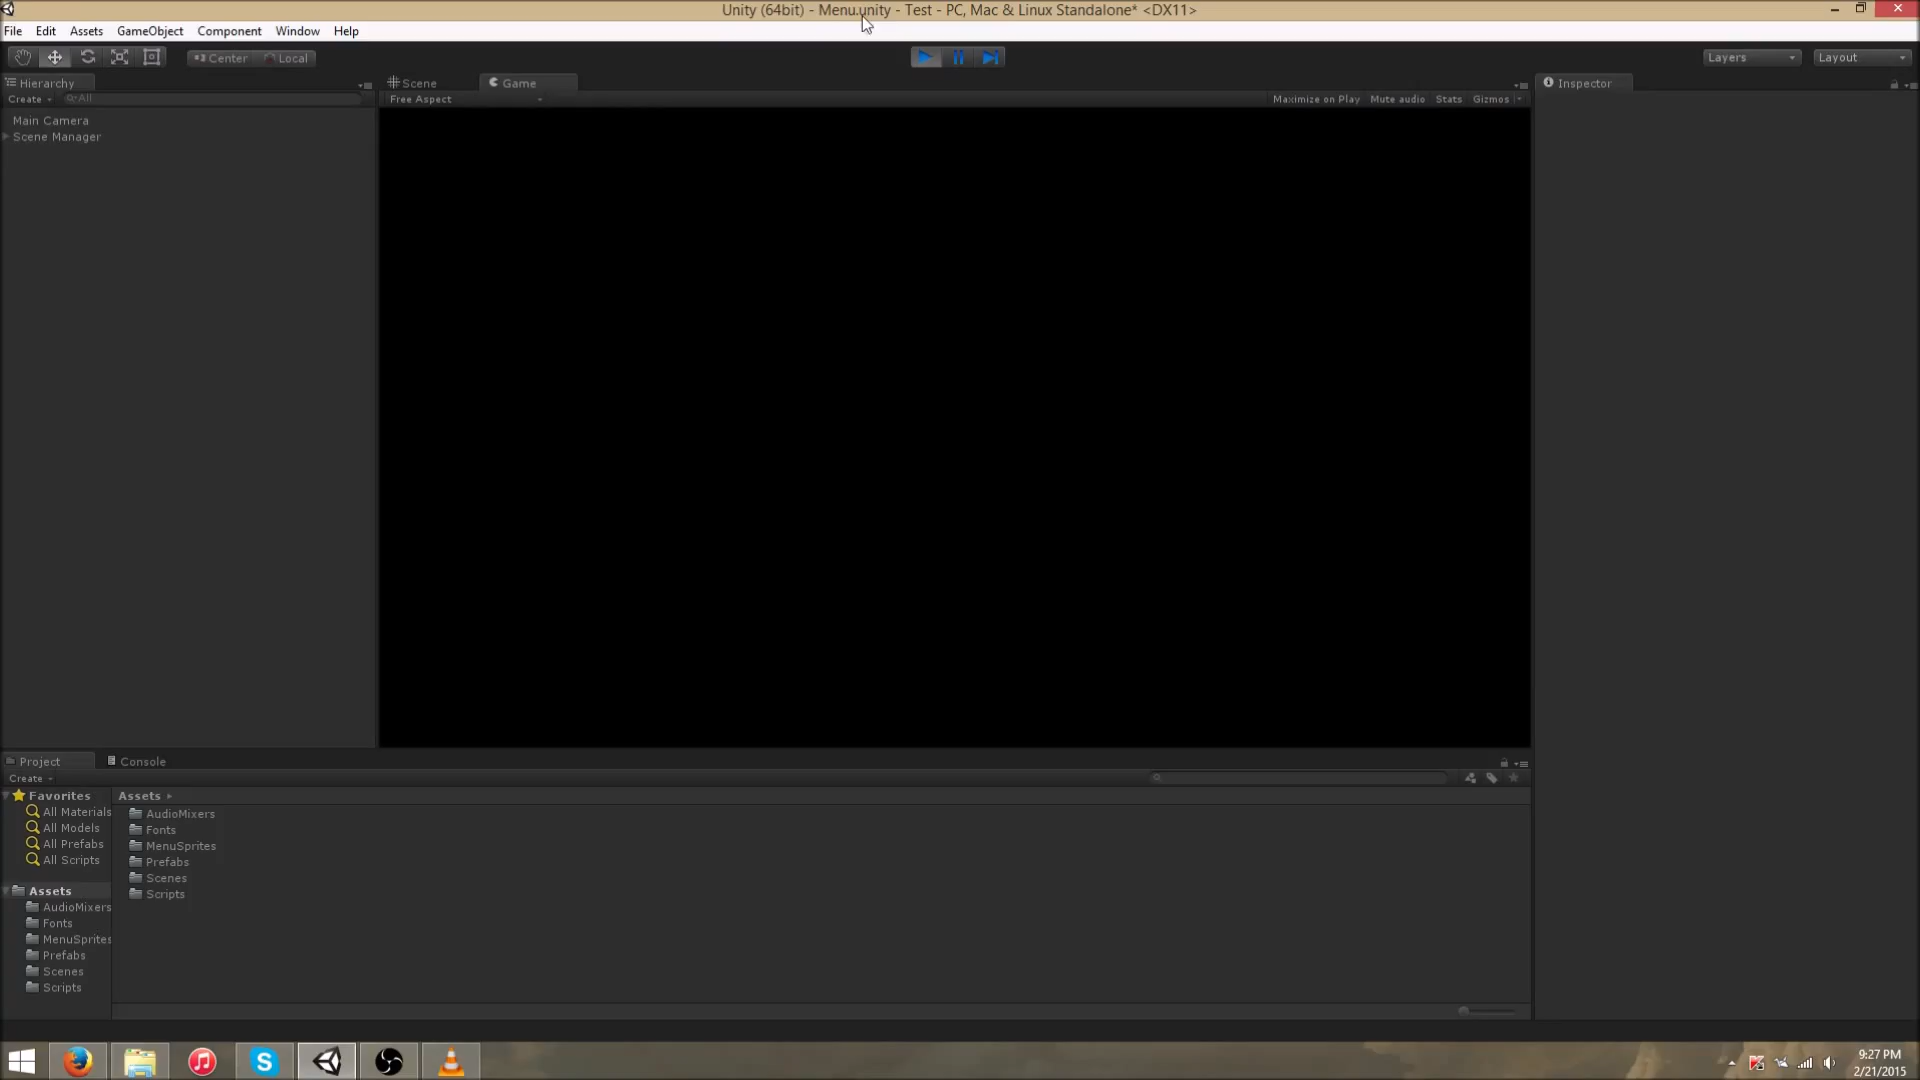 Unity (64bit) - Menu.unity - Test - PC, Mac & Linux Standalone* <DX11>
File Edit Assets GameObject Component Window Help
Center Local
Layers Layout
Hierarchy
Scene Game
Inspector
Create All
Free Aspect
Maximize on Play Mute audio Stats Gizmos
Main Camera
Scene Manager
Project Console
Create
Favorites
Assets
All Materials
All Models
All Prefabs
All Scripts
AudioMixers
Fonts
MenuSprites
Prefabs
Scenes
Scripts
Assets
AudioMixers
Fonts
MenuSprites
Prefabs
Scenes
Scripts
9:27 PM
2/21/2015